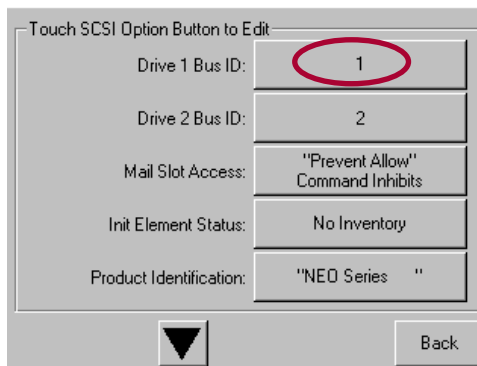 Touch SCSI Option Button to Edit
Drive 1 Bus ID: 1
Drive 2 Bus ID: 2
Mail Slot Access: "Prevent Allow"
Command Inhibits
Init Element Status: No Inventory
Product Identification: "NEO Series      "
Back